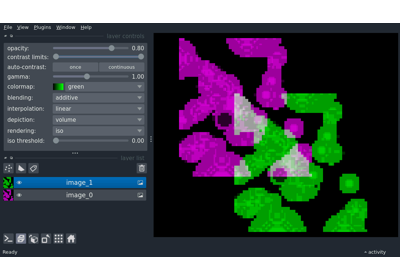 File View Plugins Window Help
layer controls
opacity: 0.80
contrast limits:
auto-contrast: once continuous
gamma: 1.00
colormap: green
blending: additive
interpolation: linear
depiction: volume
rendering: iso
iso threshold: 0.00
layer list
image_1
image_0
Ready activity